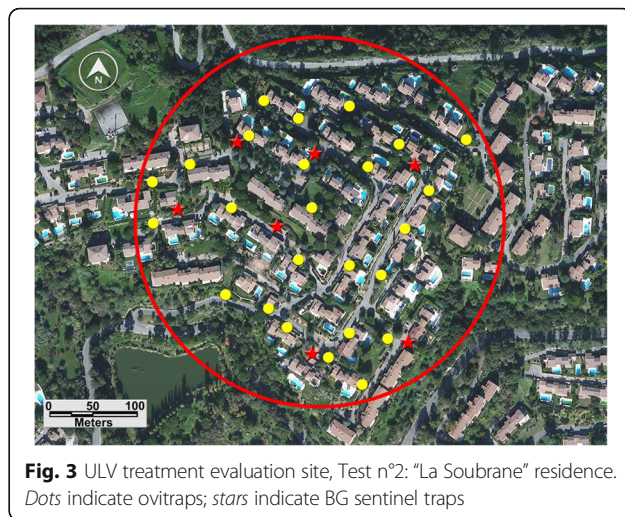 N
0 50 100
Meters
Fig. 3 ULV treatment evaluation site, Test n°2: “La Soubrane” residence.
Dots indicate ovitraps; stars indicate BG sentinel traps